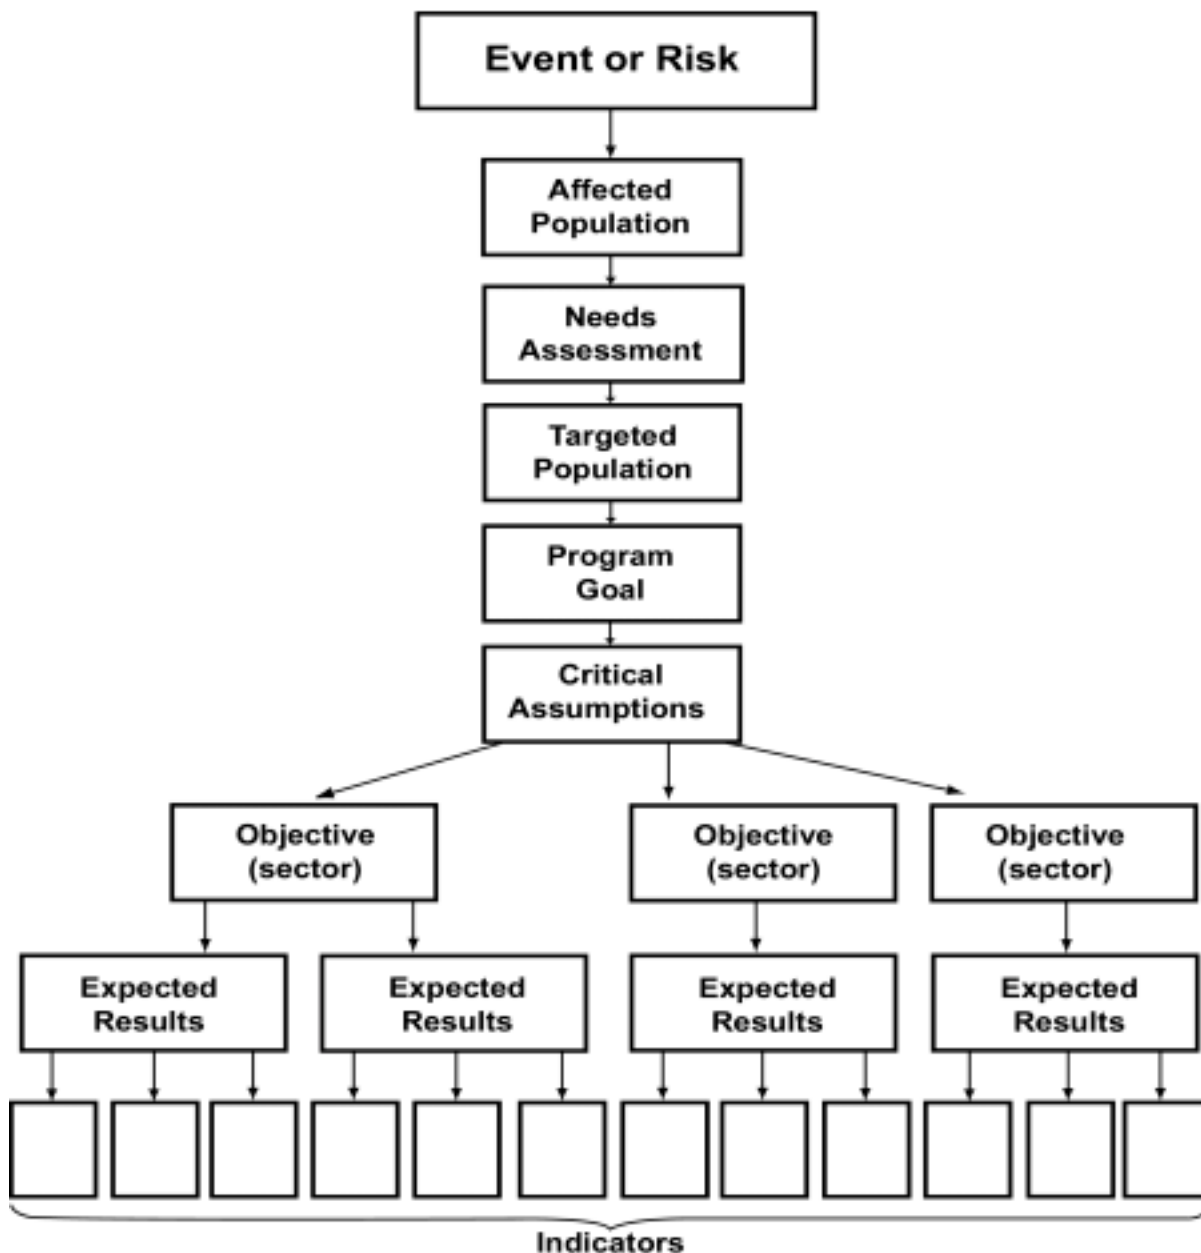 Event or Risk
Affected
Population
Needs
Assessment
Targeted
Population
Program
Goal
Critical
Assumptions
Objective
(sector)
Objective
(sector)
Objective
(sector)
Expected
Results
Expected
Results
Expected
Results
Expected
Results
Indicators